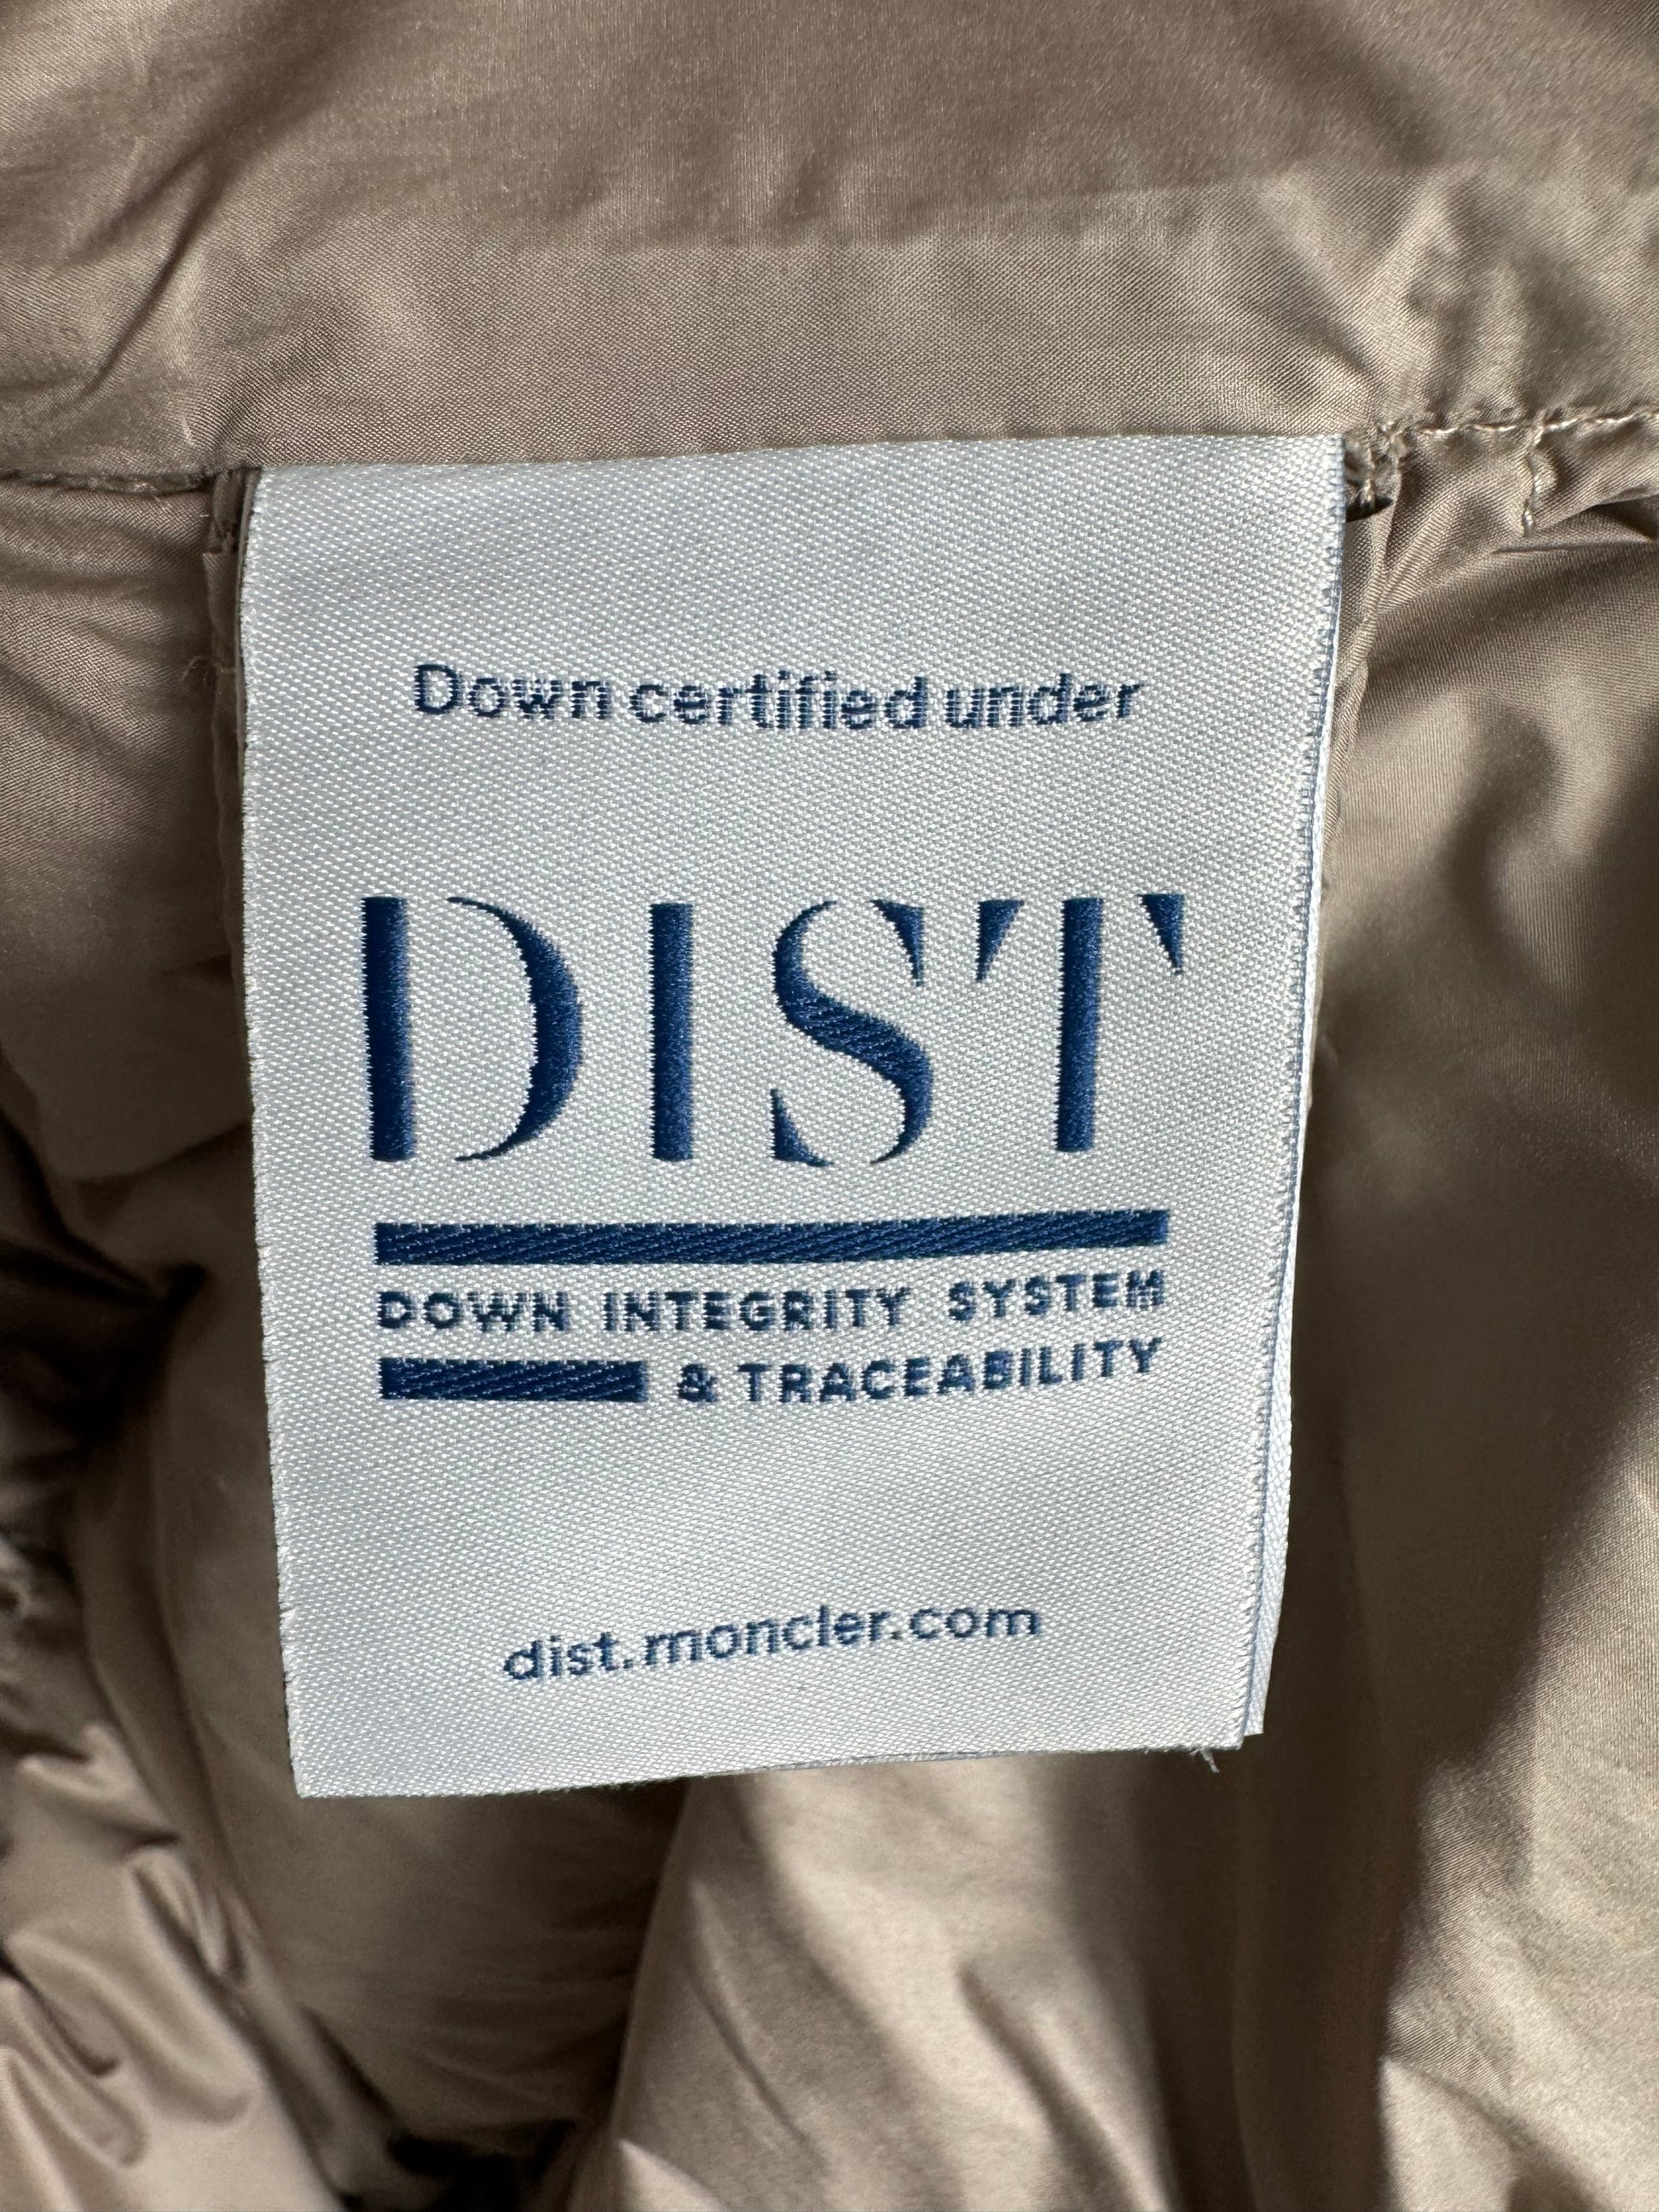 Down certified under
DIST
DOWN INTEGRITY SYSTEM
& TRACEABILITY
dist.moncler.com